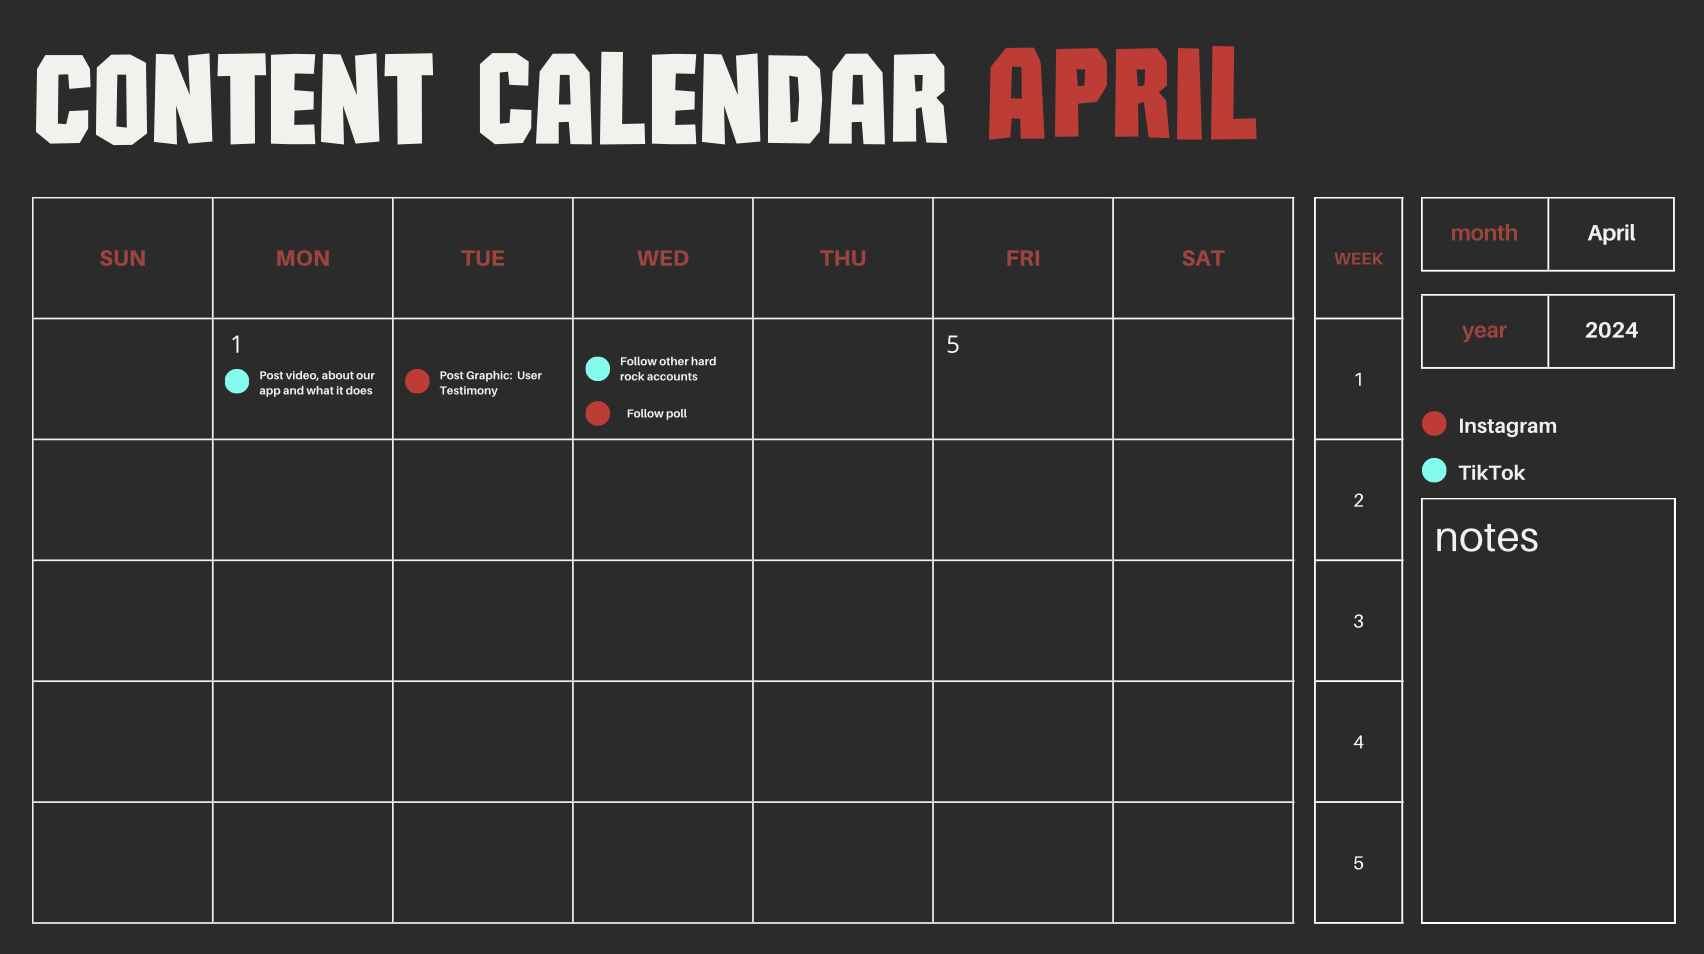 CONTENT CALENDAR APRIL
SUN MON TUE WED THU FRI SAT WEEK
month April
year 2024
1
Post video, about our
app and what it does
Post Graphic: User
Testimony
Follow other hard
rock accounts
Follow poll
5
1
2
3
4
5
Instagram
TikTok
notes